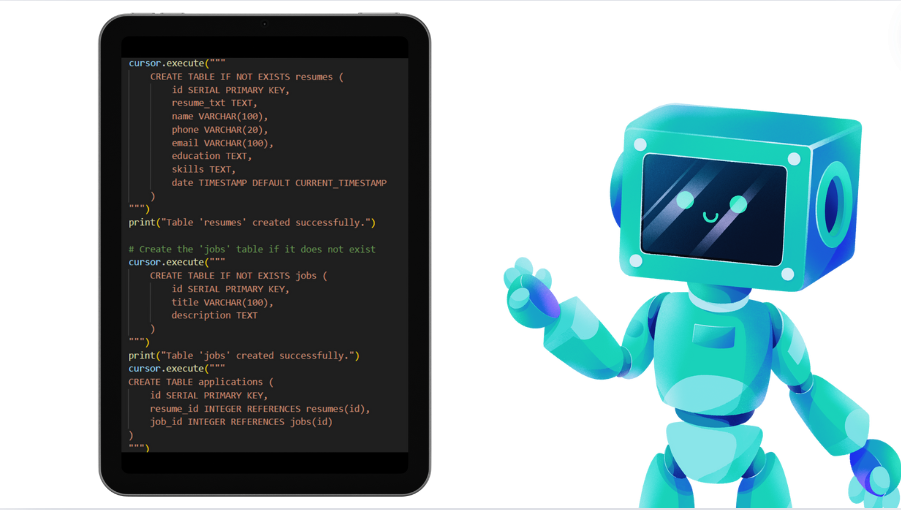 cursor.execute("""
    CREATE TABLE IF NOT EXISTS resumes (
        id SERIAL PRIMARY KEY,
        resume_txt TEXT,
        name VARCHAR(100),
        phone VARCHAR(20),
        email VARCHAR(100),
        education TEXT,
        skills TEXT,
        date TIMESTAMP DEFAULT CURRENT_TIMESTAMP
    )
""")
print("Table 'resumes' created successfully.")

# Create the 'jobs' table if it does not exist
cursor.execute("""
    CREATE TABLE IF NOT EXISTS jobs (
        id SERIAL PRIMARY KEY,
        title VARCHAR(100),
        description TEXT
    )
""")
print("Table 'jobs' created successfully.")
cursor.execute("""
CREATE TABLE applications (
    id SERIAL PRIMARY KEY,
    resume_id INTEGER REFERENCES resumes(id),
    job_id INTEGER REFERENCES jobs(id)
)
""")